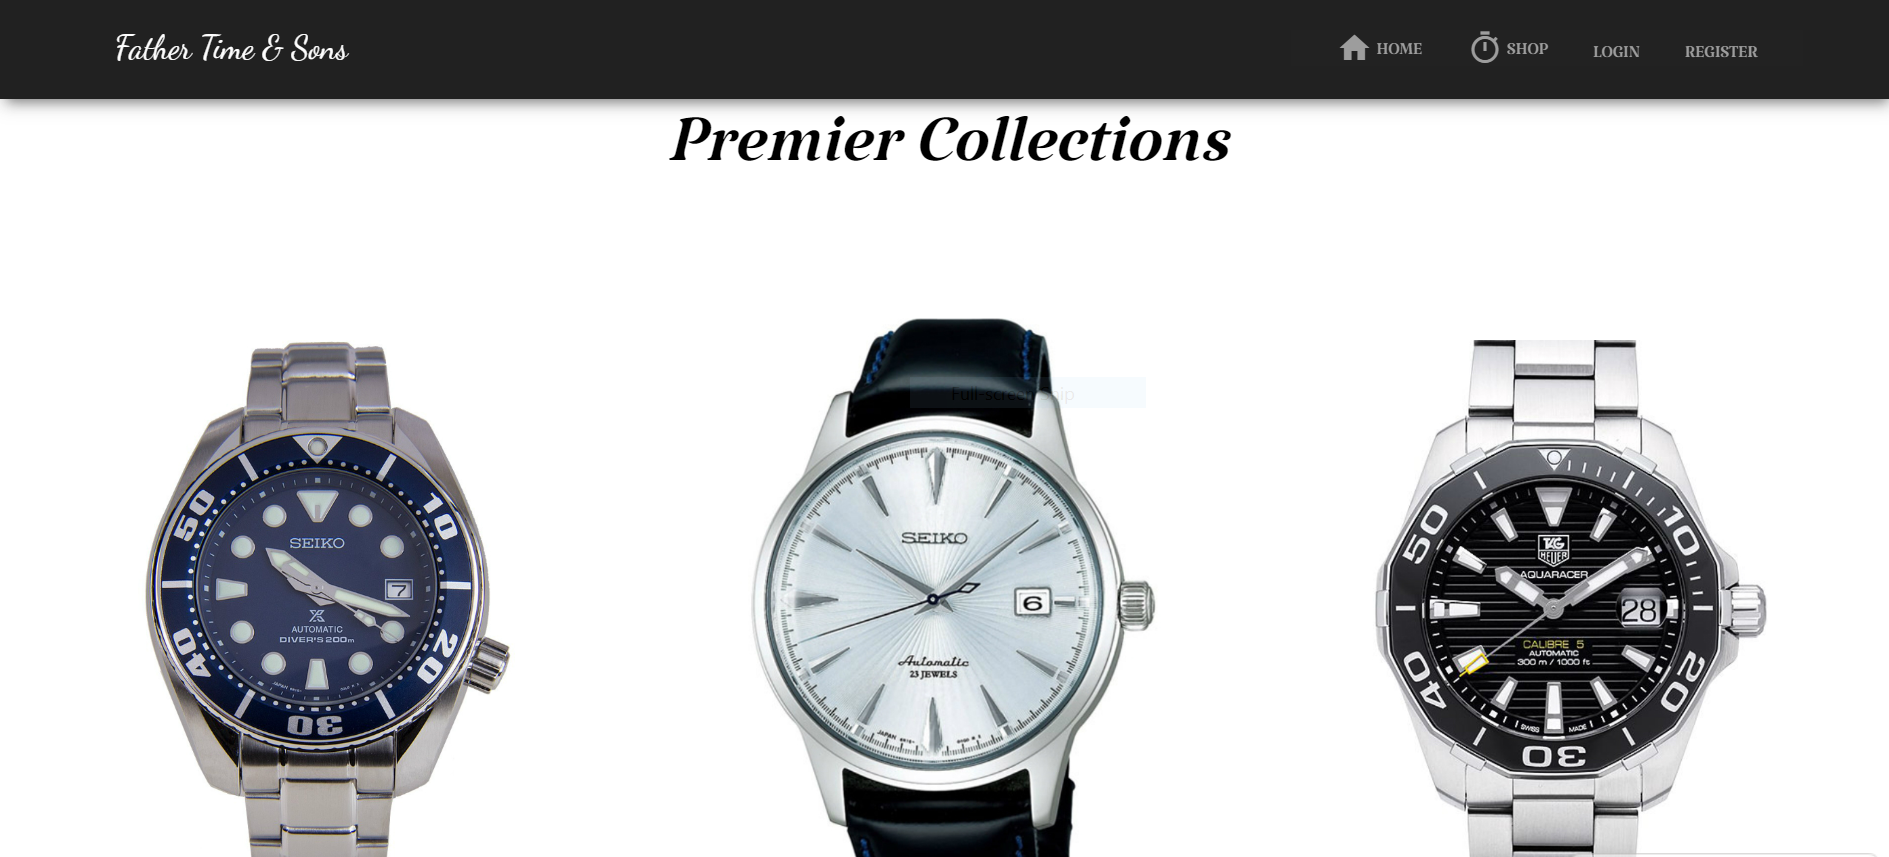 Father Time & Sons
HOME
SHOP
LOGIN
REGISTER
Premier Collections
50
10
SEIKO
7
AUTOMATIC
DIVER'S 200m
40
20
30
SEIKO
6
Automatic
23 JEWELS
50
10
TAG
HEUER
AQUARACER
28
CALIBRE 5
AUTOMATIC
300 m / 1000 ft
SWISS MADE
40
20
30